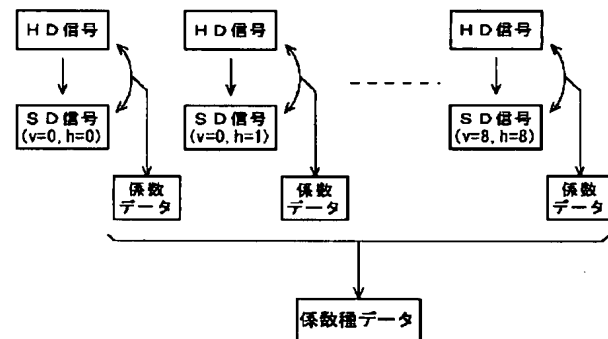 HD信号
HD信号
HD信号
SD信号
(v=0, h=0)
SD信号
(v=0, h=1)
SD信号
(v=8, h=8)
係数
データ
係数
データ
係数
データ
係数種データ